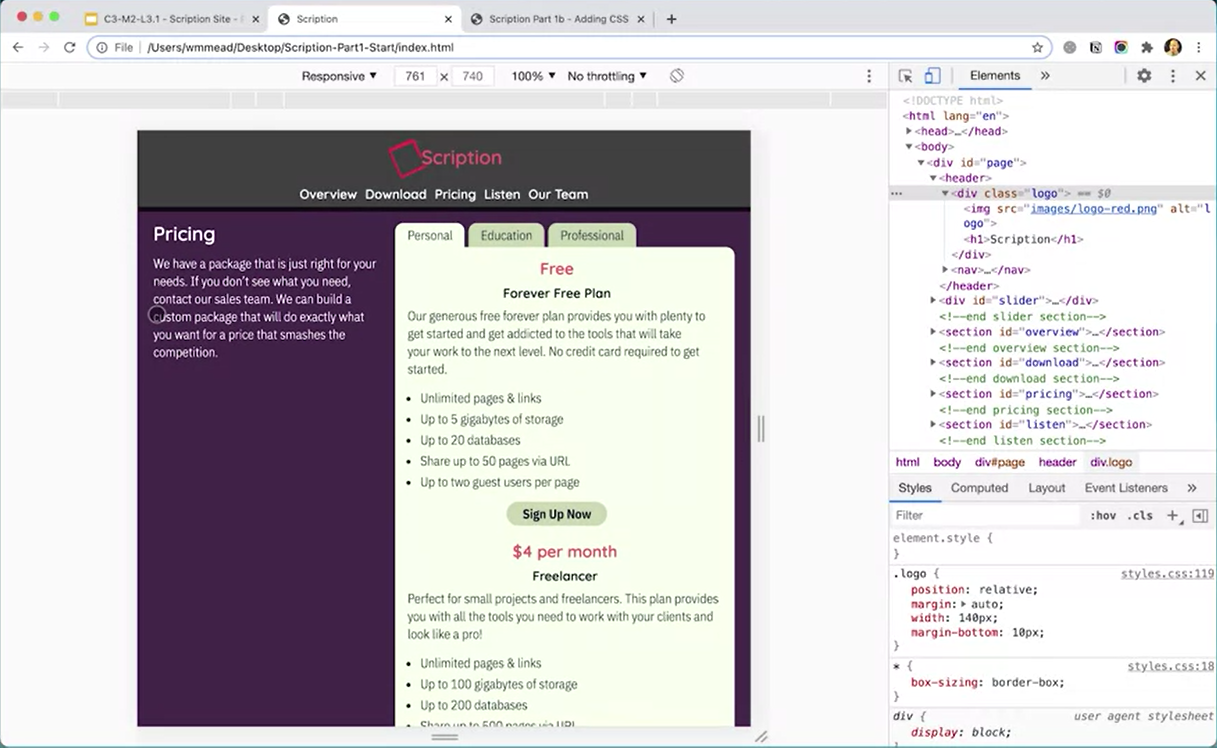 C3-M2-L3.1 - Scription Site -
Scription
Scription Part 1b - Adding CSS
File /Users/wmmead/Desktop/Scription-Part1-Start/index.html
Responsive 761 × 740 100% No throttling
Elements
Scription
Overview Download Pricing Listen Our Team
Pricing
We have a package that is just right for your
needs. If you don't see what you need,
contact our sales team. We can build a
custom package that will do exactly what
you want for a price that smashes the
competition.
Personal Education Professional
Free
Forever Free Plan
Our generous free forever plan provides you with plenty to
get started and get addicted to the tools that will take
your work to the next level. No credit card required to get
started.
Unlimited pages & links
Up to 5 gigabytes of storage
Up to 20 databases
Share up to 50 pages via URL
Up to two guest users per page
Sign Up Now
$4 per month
Freelancer
Perfect for small projects and freelancers. This plan provides
you with all the tools you need to work with your clients and
look like a pro!
Unlimited pages & links
Up to 100 gigabytes of storage
Up to 200 databases
Share up to 500 pages via URL
<!DOCTYPE html>
<html lang="en">
<head>…</head>
<body>
<div id="page">
<header>
<div class="logo"> == $0
<img src="images/logo-red.png" alt="l
ogo">
<h1>Scription</h1>
</div>
<nav>…</nav>
</header>
<div id="slider">…</div>
<!--end slider section-->
<section id="overview">…</section>
<!--end overview section-->
<section id="download">…</section>
<!--end download section-->
<section id="pricing">…</section>
<!--end pricing section-->
<section id="listen">…</section>
<!--end listen section-->
html body div#page header div.logo
Styles Computed Layout Event Listeners
Filter :hov .cls
element.style {
}
.logo { styles.css:119
position: relative;
margin: auto;
width: 140px;
margin-bottom: 10px;
}
* { styles.css:18
box-sizing: border-box;
}
div { user agent stylesheet
display: block;